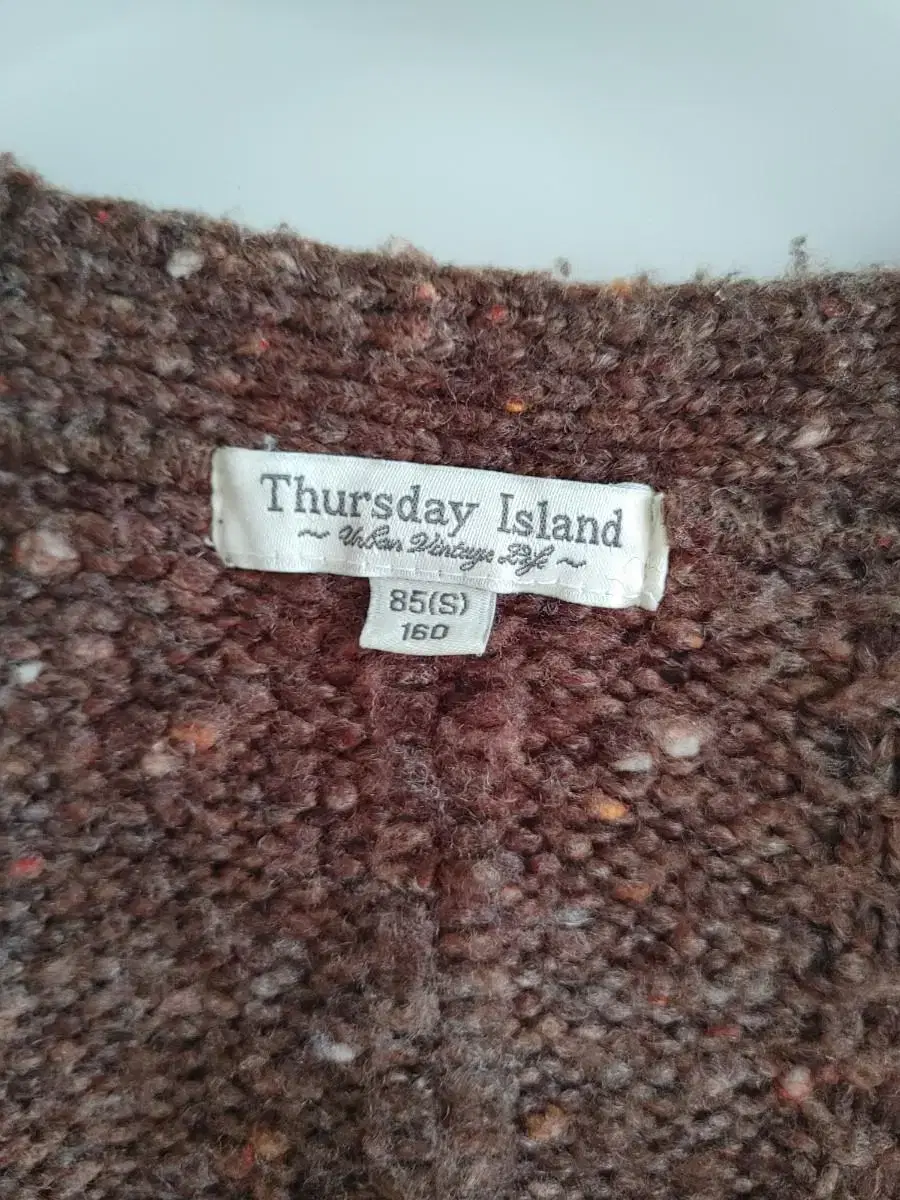 Thursday Island
~ Urban Vintage Life ~
85(S)
160